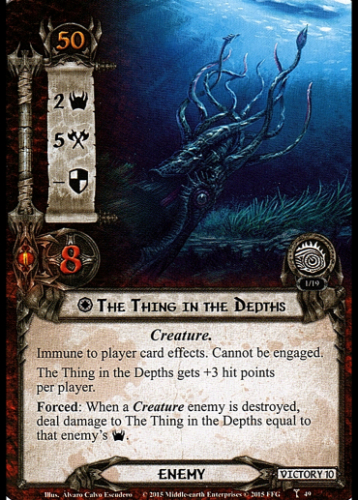 50
2
5
–
8
1/19
THE THING IN THE DEPTHS
Creature.
Immune to player card effects. Cannot be engaged.
The Thing in the Depths gets +3 hit points
per player.
Forced: When a Creature enemy is destroyed,
deal damage to The Thing in the Depths equal to
that enemy's
ENEMY
VICTORY 10
Illus. Alvaro Calvo Escudero © 2015 Middle-earth Enterprises © 2015 FFG 49